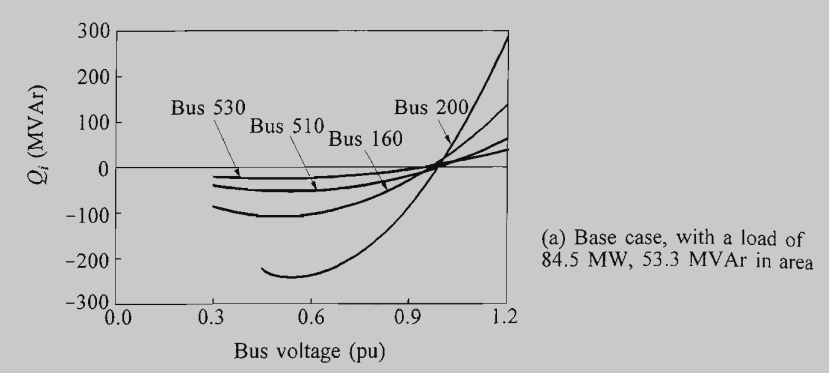 300
200
100
0
−100
−200
−300
Q_i (MVAr)
Bus 530
Bus 510
Bus 160
Bus 200
0.0 0.3 0.6 0.9 1.2
Bus voltage (pu)
(a) Base case, with a load of
84.5 MW, 53.3 MVAr in area